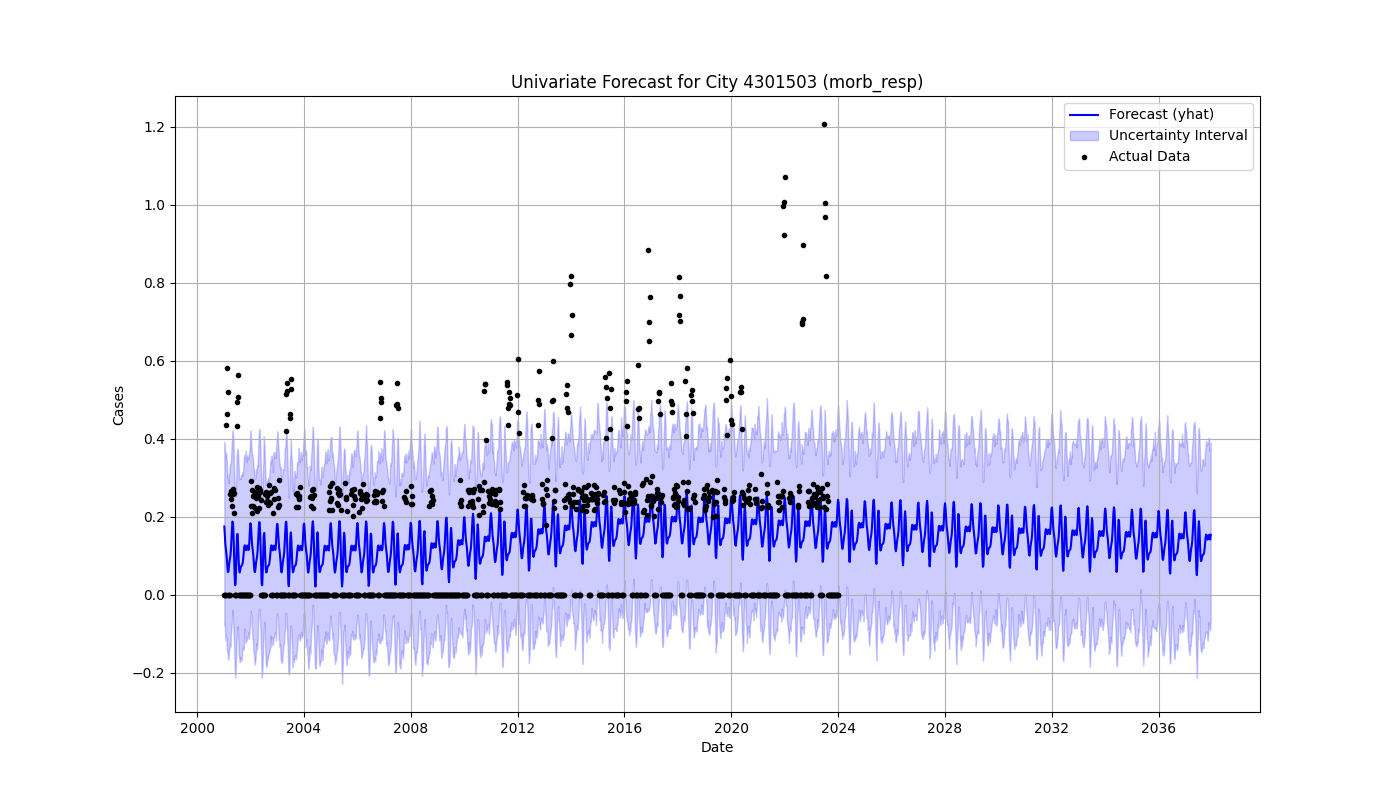 Univariate Forecast for City 4301503 (morb_resp)
Forecast (yhat)
Uncertainty Interval
Actual Data
Cases
1.2
1.0
0.8
0.6
0.4
0.2
0.0
−0.2
2000 2004 2008 2012 2016 2020 2024 2028 2032 2036
Date